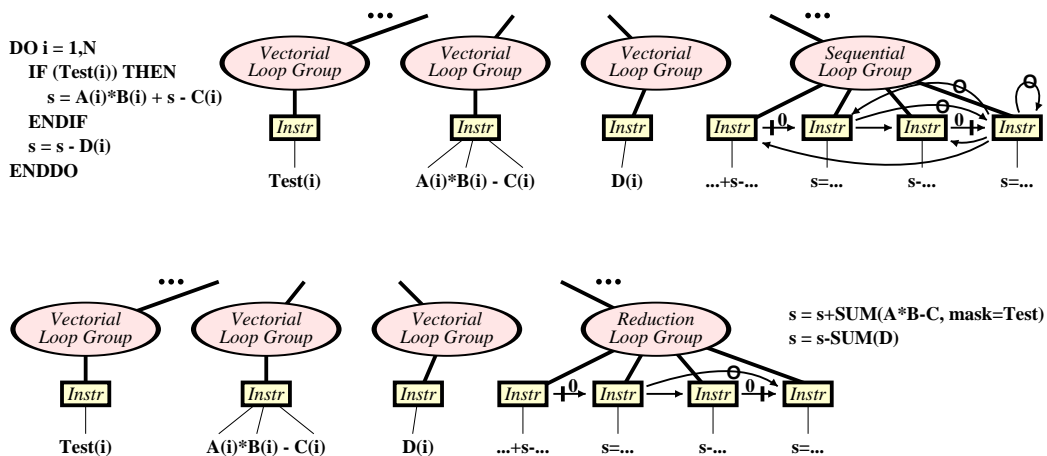 DO i = 1,N
IF (Test(i)) THEN
s = A(i)*B(i) + s - C(i)
ENDIF
s = s - D(i)
ENDDO
...
...
Vectorial
Loop Group
Vectorial
Loop Group
Vectorial
Loop Group
Sequential
Loop Group
Instr
Instr
Instr
Instr
0
Instr
O
Instr
0
Instr
O
Test(i)
A(i)*B(i) - C(i)
D(i)
...+s-...
s=...
s-...
s=...
...
...
Vectorial
Loop Group
Vectorial
Loop Group
Vectorial
Loop Group
Reduction
Loop Group
s = s+SUM(A*B-C, mask=Test)
s = s-SUM(D)
Instr
Instr
Instr
Instr
0
Instr
O
Instr
0
Instr
Test(i)
A(i)*B(i) - C(i)
D(i)
...+s-...
s=...
s-...
s=...